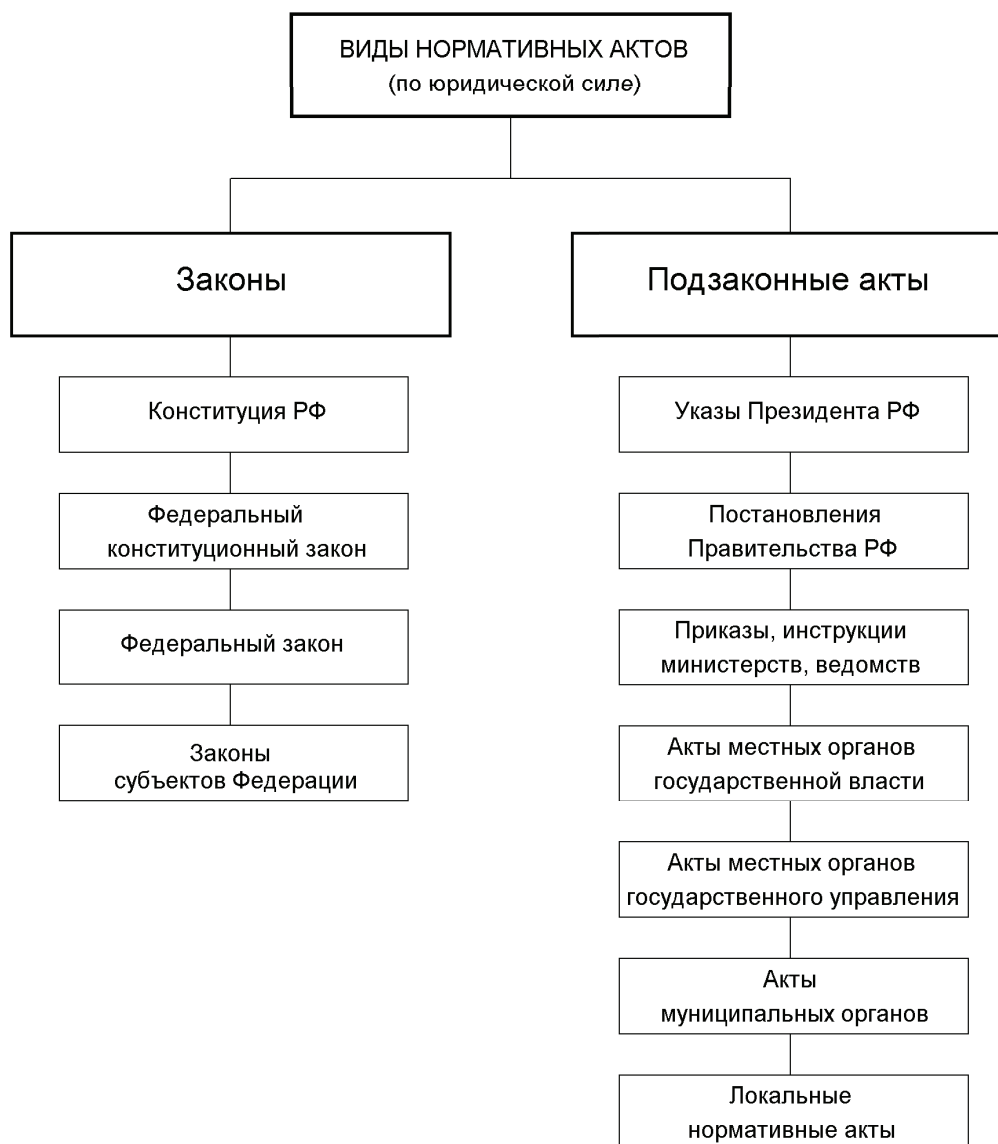 ВИДЫ НОРМАТИВНЫХ АКТОВ
(по юридической силе)
Законы
Конституция РФ
Федеральный
конституционный закон
Федеральный закон
Законы
субъектов Федерации
Подзаконные акты
Указы Президента РФ
Постановления
Правительства РФ
Приказы, инструкции
министерств, ведомств
Акты местных органов
государственной власти
Акты местных органов
государственного управления
Акты
муниципальных органов
Локальные
нормативные акты